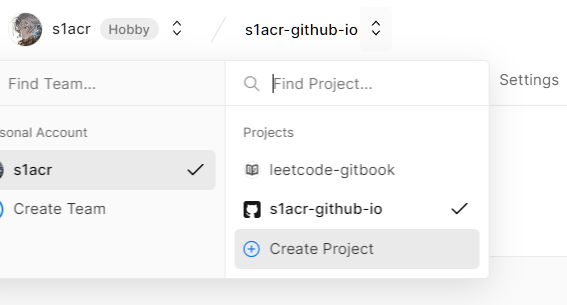 s1acr Hobby s1acr-github-io
Find Team...
Find Project...
Settings
sonal Account
Projects
s1acr
leetcode-gitbook
Create Team
s1acr-github-io
Create Project